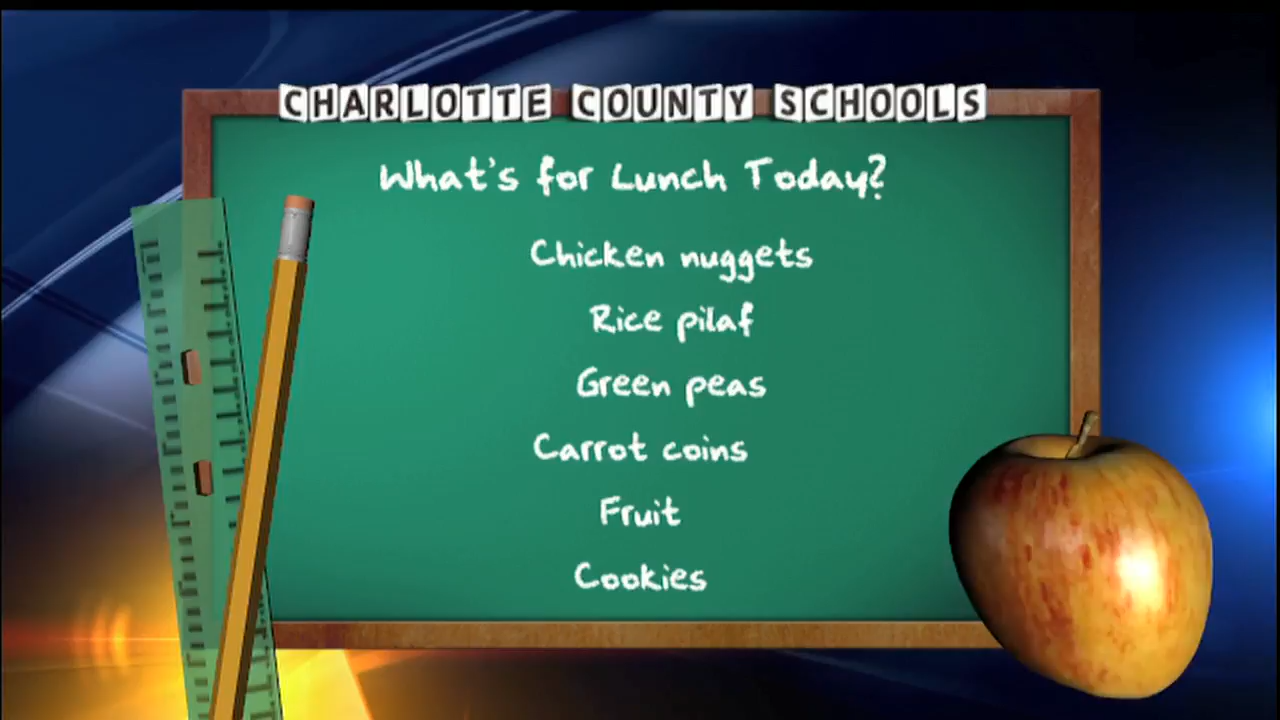 CHARLOTTE COUNTY SCHOOLS
What's for Lunch Today?
Chicken nuggets
Rice pilaf
Green peas
Carrot coins
Fruit
Cookies